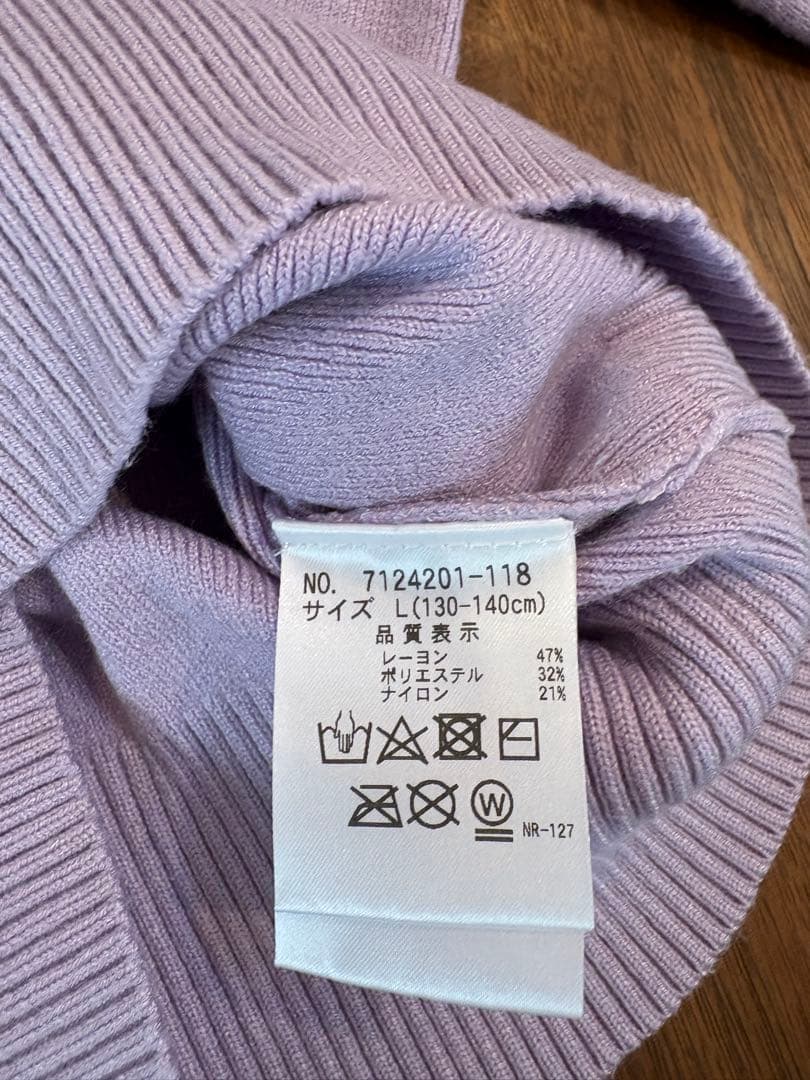 NO. 7124201-118
サイズ L(130-140cm)
品質表示
レーヨン 47%
ポリエステル 32%
ナイロン 21%
W
NR-127